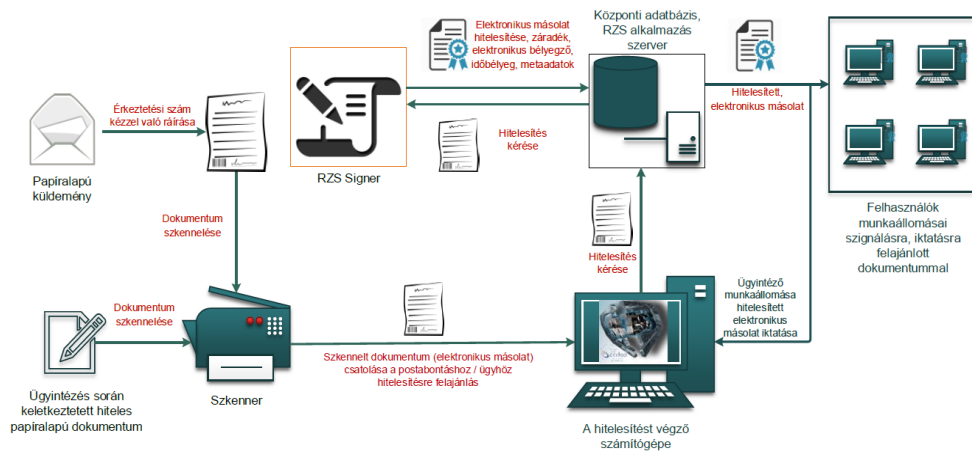 Elektronikus másolat
hitelesítése, záradék,
elektronikus bélyegző,
időbélyeg, metaadatok
Központi adatbázis,
RZS alkalmazás
szerver
Hitelesített,
elektronikus másolat
Érkeztetési szám
kézzel való ráírása
Hitelesítés
kérése
RZS Signer
Papíralapú
küldemény
Felhasználók
munkaállomásai
szignálásra, iktatásra
felajánlott
dokumentummal
Dokumentum
szkennelése
Hitelesítés
kérése
Ügyintéző
munkaállomása
hitelesített
elektronikus
másolat iktatása
Dokumentum
szkennelése
Szkennelt dokumentum (elektronikus másolat)
csatolása a postabontáshoz / ügyhöz
hitelesítésre felajánlás
Szkenner
Ügyintézés során
keletkeztetett hiteles
papíralapú dokumentum
A hitelesítést végző
számítógépe